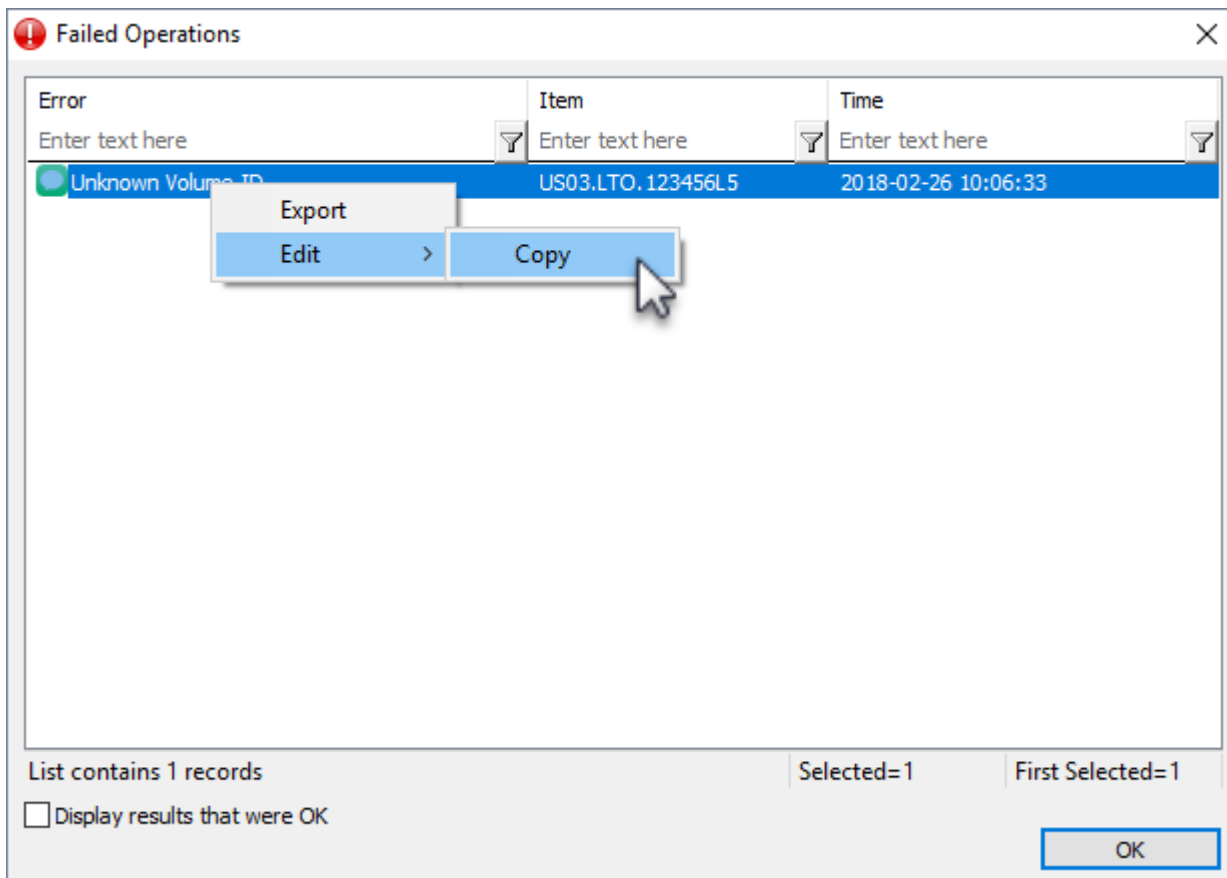 Failed Operations
Error Item Time
Enter text here Enter text here Enter text here
Unknown Volume ID US03.LTO.123456L5 2018-02-26 10:06:33
Export
Edit > Copy
List contains 1 records Selected=1 First Selected=1
Display results that were OK
OK